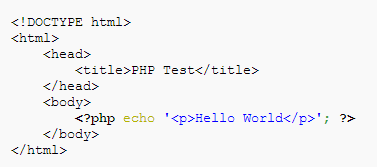 <!DOCTYPE html>
<html>
    <head>
        <title>PHP Test</title>
    </head>
    <body>
        <?php echo '<p>Hello World</p>'; ?>
    </body>
</html>